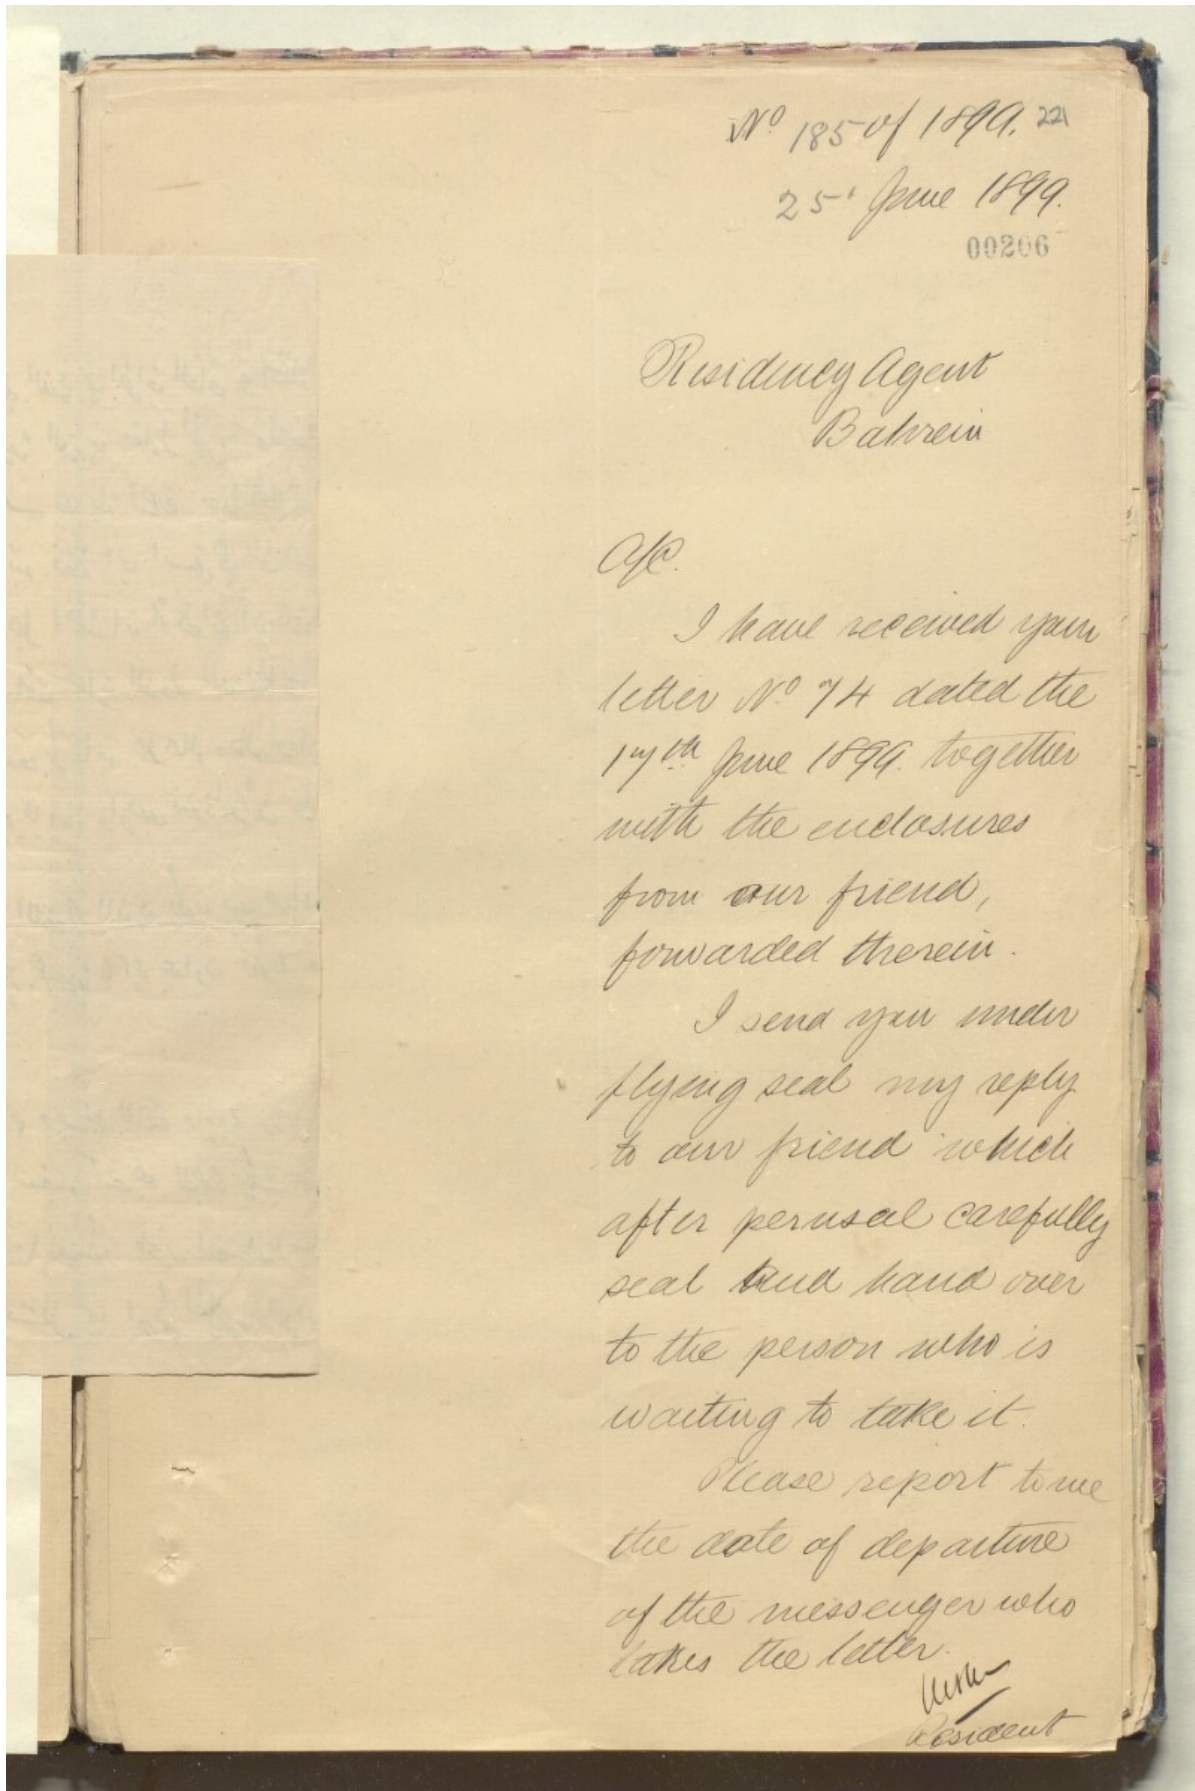 Nº 185 of 1899. 221
25 June 1899.
00206
Residency Agent
Bahrein
A/C.
I have received your
letter Nº 74 dated the
17th June 1899. together
with the enclosures
from our friend,
forwarded therein.
I send you under
flying seal my reply
to our friend which
after perusal carefully
seal and hand over
to the person who is
waiting to take it.
Please report to me
the date of departure
of the messenger who
takes the letter.
Resident